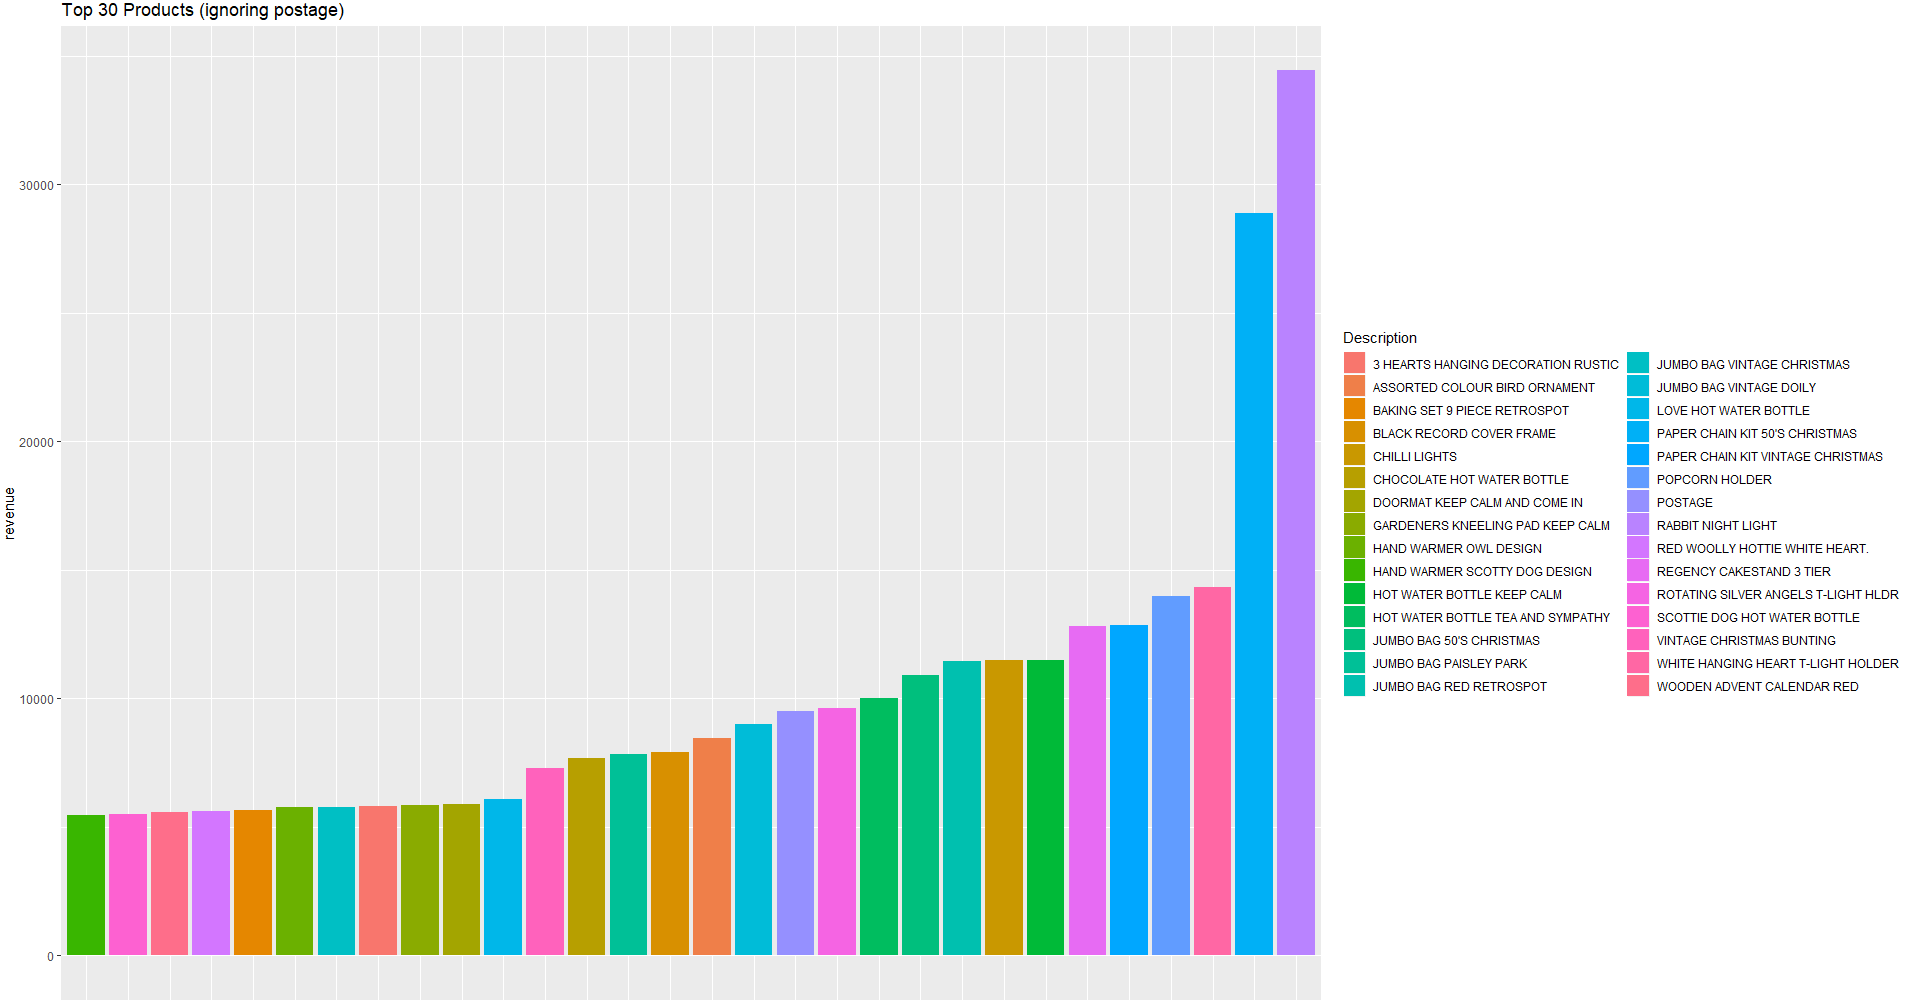 Top 30 Products (ignoring postage)
30000
20000
10000
0
revenue
Description
3 HEARTS HANGING DECORATION RUSTIC
ASSORTED COLOUR BIRD ORNAMENT
BAKING SET 9 PIECE RETROSPOT
BLACK RECORD COVER FRAME
CHILLI LIGHTS
CHOCOLATE HOT WATER BOTTLE
DOORMAT KEEP CALM AND COME IN
GARDENERS KNEELING PAD KEEP CALM
HAND WARMER OWL DESIGN
HAND WARMER SCOTTY DOG DESIGN
HOT WATER BOTTLE KEEP CALM
HOT WATER BOTTLE TEA AND SYMPATHY
JUMBO BAG 50'S CHRISTMAS
JUMBO BAG PAISLEY PARK
JUMBO BAG RED RETROSPOT
JUMBO BAG VINTAGE CHRISTMAS
JUMBO BAG VINTAGE DOILY
LOVE HOT WATER BOTTLE
PAPER CHAIN KIT 50'S CHRISTMAS
PAPER CHAIN KIT VINTAGE CHRISTMAS
POPCORN HOLDER
POSTAGE
RABBIT NIGHT LIGHT
RED WOOLLY HOTTIE WHITE HEART.
REGENCY CAKESTAND 3 TIER
ROTATING SILVER ANGELS T-LIGHT HLDR
SCOTTIE DOG HOT WATER BOTTLE
VINTAGE CHRISTMAS BUNTING
WHITE HANGING HEART T-LIGHT HOLDER
WOODEN ADVENT CALENDAR RED